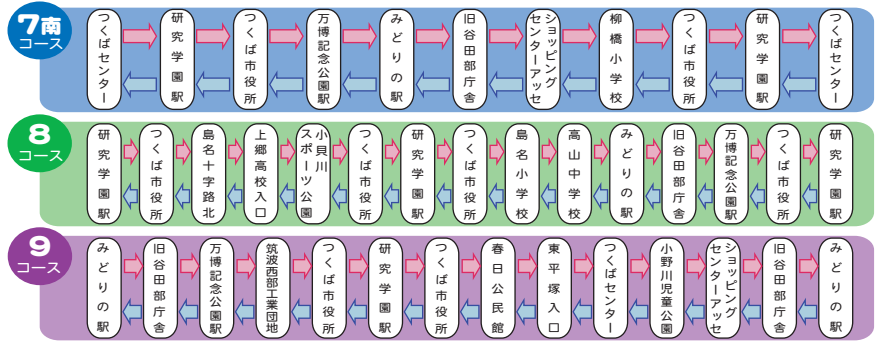 7南
コース
つくばセンター
研究学園駅
つくば市役所
万博記念公園駅
みどりの駅
旧谷田部庁舎
ショッピング
センターアッセ
柳橋小学校
つくば市役所
研究学園駅
つくばセンター
8
コース
研究学園駅
つくば市役所
島名十字路北
上郷高校入口
小貝川
スポーツ公園
つくば市役所
研究学園駅
つくば市役所
島名小学校
高山中学校
みどりの駅
旧谷田部庁舎
万博記念公園駅
つくば市役所
研究学園駅
9
コース
みどりの駅
旧谷田部庁舎
万博記念公園駅
筑波西部工業団地
つくば市役所
研究学園駅
つくば市役所
春日公民館
東平塚入口
つくばセンター
小野川児童公園
ショッピング
センターアッセ
旧谷田部庁舎
みどりの駅